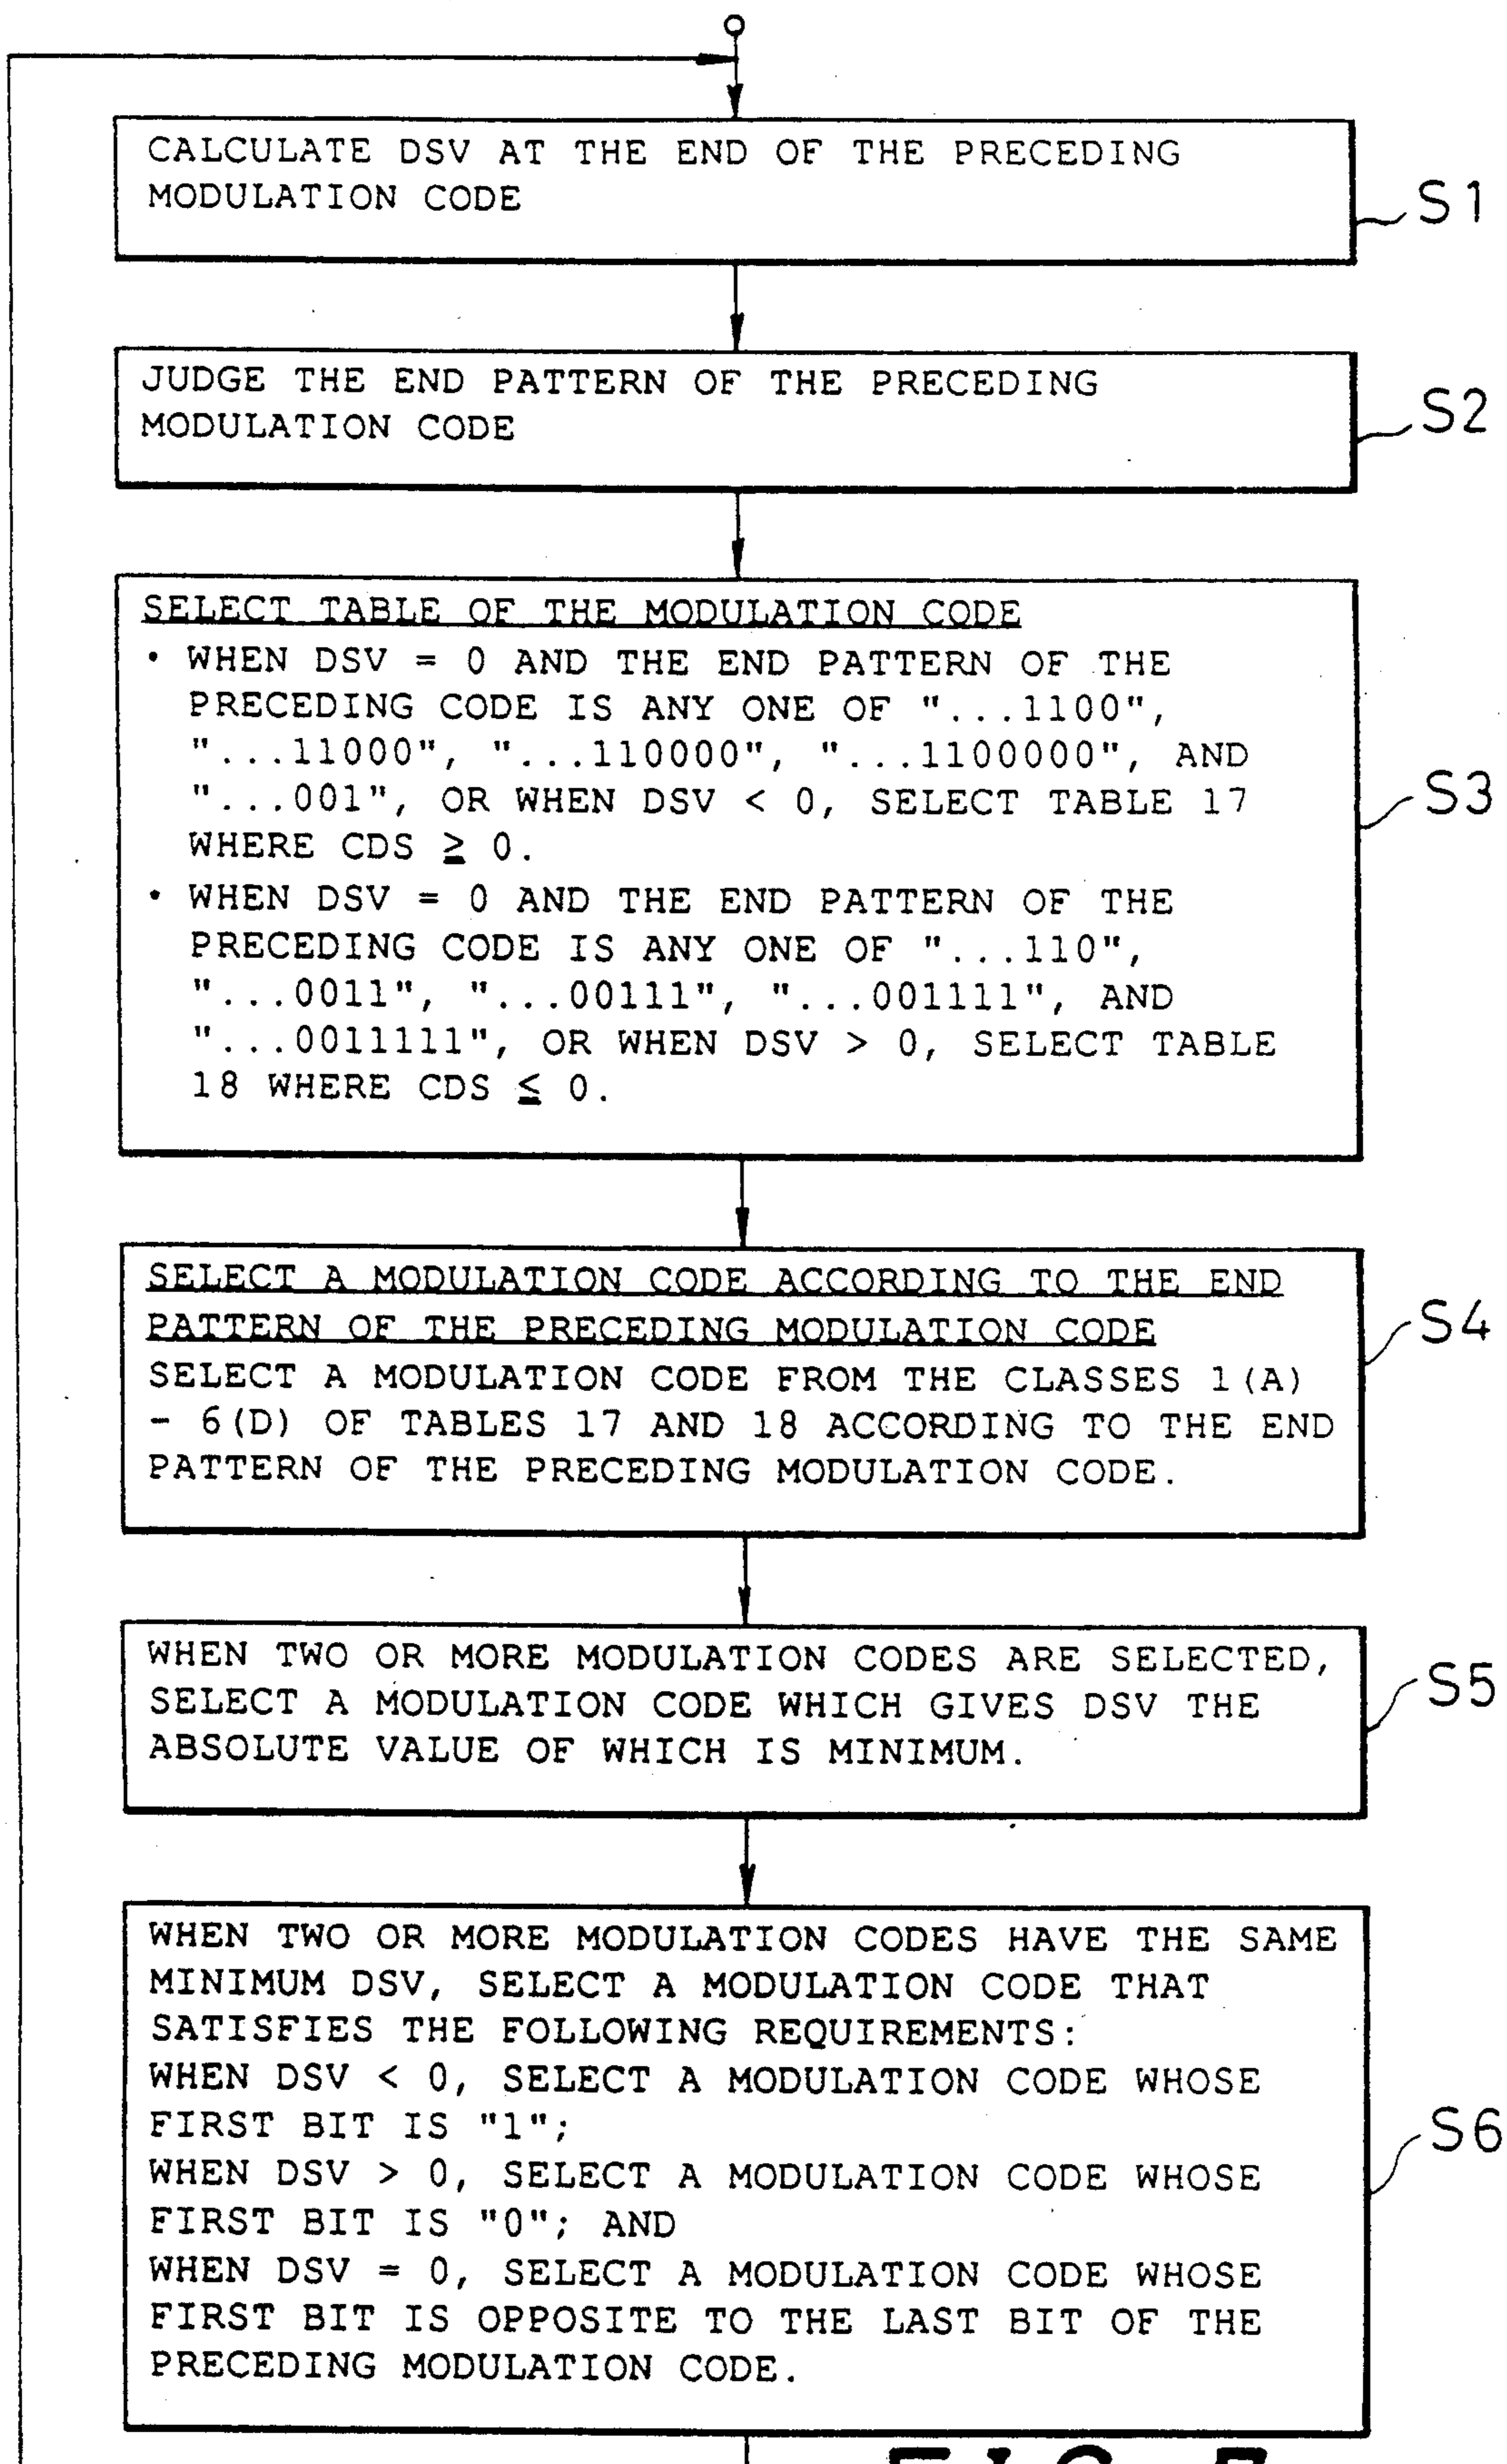 CALCULATE DSV AT THE END OF THE PRECEDING
MODULATION CODE
S1
JUDGE THE END PATTERN OF THE PRECEDING
MODULATION CODE
S2
SELECT TABLE OF THE MODULATION CODE
• WHEN DSV = 0 AND THE END PATTERN OF THE
PRECEDING CODE IS ANY ONE OF "...1100",
"...11000", "...110000", "...1100000", AND
"...001", OR WHEN DSV < 0, SELECT TABLE 17
WHERE CDS ≥ 0.
• WHEN DSV = 0 AND THE END PATTERN OF THE
PRECEDING CODE IS ANY ONE OF "...110",
"...0011", "...00111", "...001111", AND
"...0011111", OR WHEN DSV > 0, SELECT TABLE
18 WHERE CDS ≤ 0.
S3
SELECT A MODULATION CODE ACCORDING TO THE END
PATTERN OF THE PRECEDING MODULATION CODE
SELECT A MODULATION CODE FROM THE CLASSES 1(A)
- 6(D) OF TABLES 17 AND 18 ACCORDING TO THE END
PATTERN OF THE PRECEDING MODULATION CODE.
S4
WHEN TWO OR MORE MODULATION CODES ARE SELECTED,
SELECT A MODULATION CODE WHICH GIVES DSV THE
ABSOLUTE VALUE OF WHICH IS MINIMUM.
S5
WHEN TWO OR MORE MODULATION CODES HAVE THE SAME
MINIMUM DSV, SELECT A MODULATION CODE THAT
SATISFIES THE FOLLOWING REQUIREMENTS:
WHEN DSV < 0, SELECT A MODULATION CODE WHOSE
FIRST BIT IS "1";
WHEN DSV > 0, SELECT A MODULATION CODE WHOSE
FIRST BIT IS "0"; AND
WHEN DSV = 0, SELECT A MODULATION CODE WHOSE
FIRST BIT IS OPPOSITE TO THE LAST BIT OF THE
PRECEDING MODULATION CODE.
S6